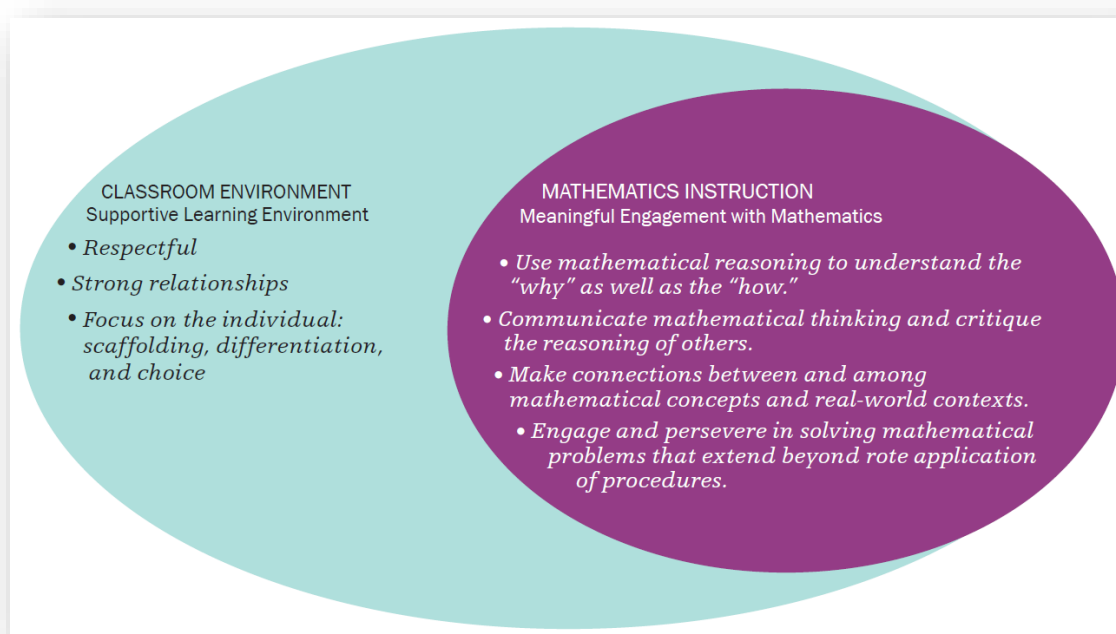 CLASSROOM ENVIRONMENT
Supportive Learning Environment
• Respectful
• Strong relationships
• Focus on the individual:
scaffolding, differentiation,
and choice
MATHEMATICS INSTRUCTION
Meaningful Engagement with Mathematics
• Use mathematical reasoning to understand the
“why” as well as the “how.”
• Communicate mathematical thinking and critique
the reasoning of others.
• Make connections between and among
mathematical concepts and real-world contexts.
• Engage and persevere in solving mathematical
problems that extend beyond rote application
of procedures.